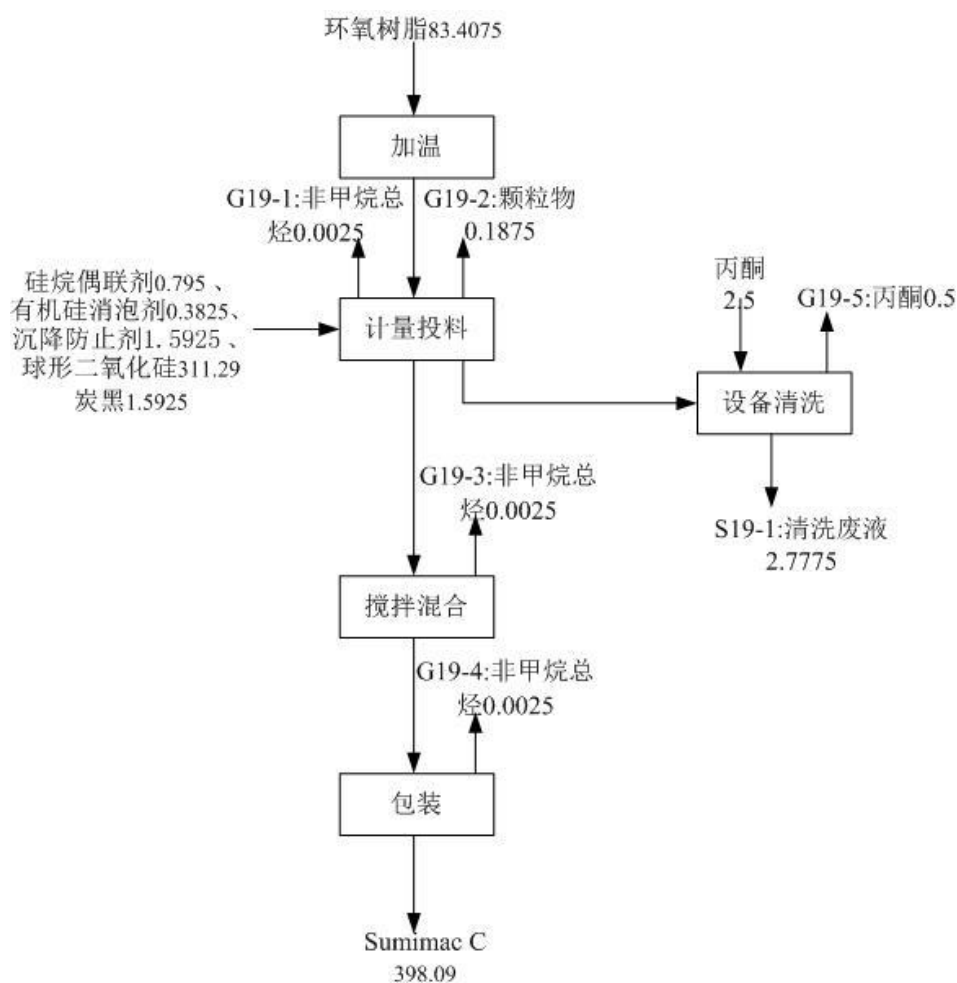 环氧树脂83.4075
加温
G19-1:非甲烷总
烃0.0025
G19-2:颗粒物
0.1875
硅烷偶联剂0.795、
有机硅消泡剂0.3825、
沉降防止剂1.5925、
球形二氧化硅311.29
炭黑1.5925
计量投料
丙酮
2.5
G19-5:丙酮0.5
设备清洗
G19-3:非甲烷总
烃0.0025
S19-1:清洗废液
2.7775
搅拌混合
G19-4:非甲烷总
烃0.0025
包装
Sumimac C
398.09